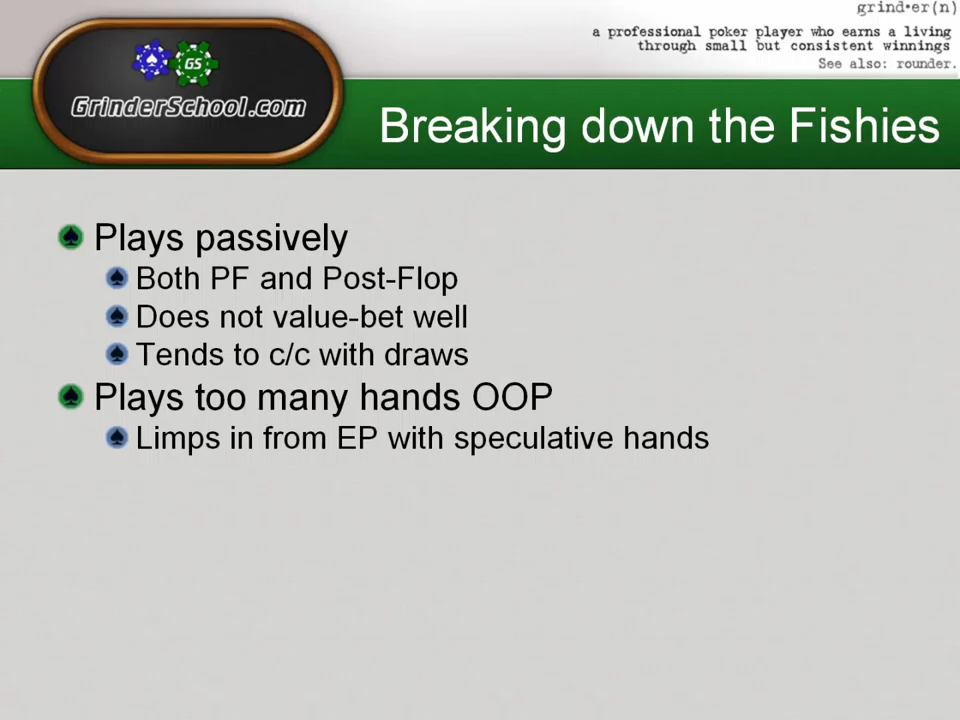 grind•er(n)
a professional poker player who earns a living
through small but consistent winnings
See also: rounder.
GS
GrinderSchool.com
Breaking down the Fishies
Plays passively
Both PF and Post-Flop
Does not value-bet well
Tends to c/c with draws
Plays too many hands OOP
Limps in from EP with speculative hands